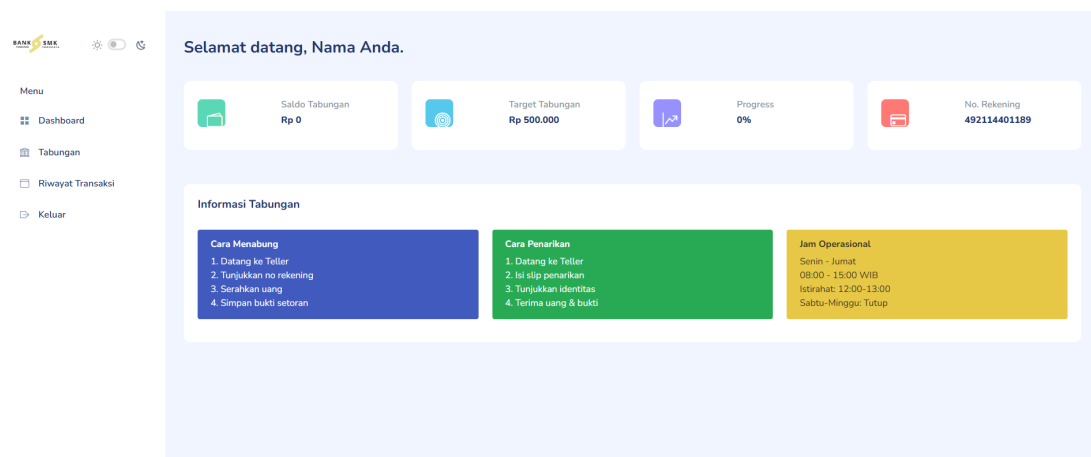 BANK SMK
Selamat datang, Nama Anda.
Menu
Dashboard
Tabungan
Riwayat Transaksi
Keluar
Saldo Tabungan
Rp 0
Target Tabungan
Rp 500.000
Progress
0%
No. Rekening
492114401189
Informasi Tabungan
Cara Menabung
1. Datang ke Teller
2. Tunjukkan no rekening
3. Serahkan uang
4. Simpan bukti setoran
Cara Penarikan
1. Datang ke Teller
2. Isi slip penarikan
3. Tunjukkan identitas
4. Terima uang & bukti
Jam Operasional
Senin - Jumat
08:00 - 15:00 WIB
Istirahat: 12:00-13:00
Sabtu-Minggu: Tutup